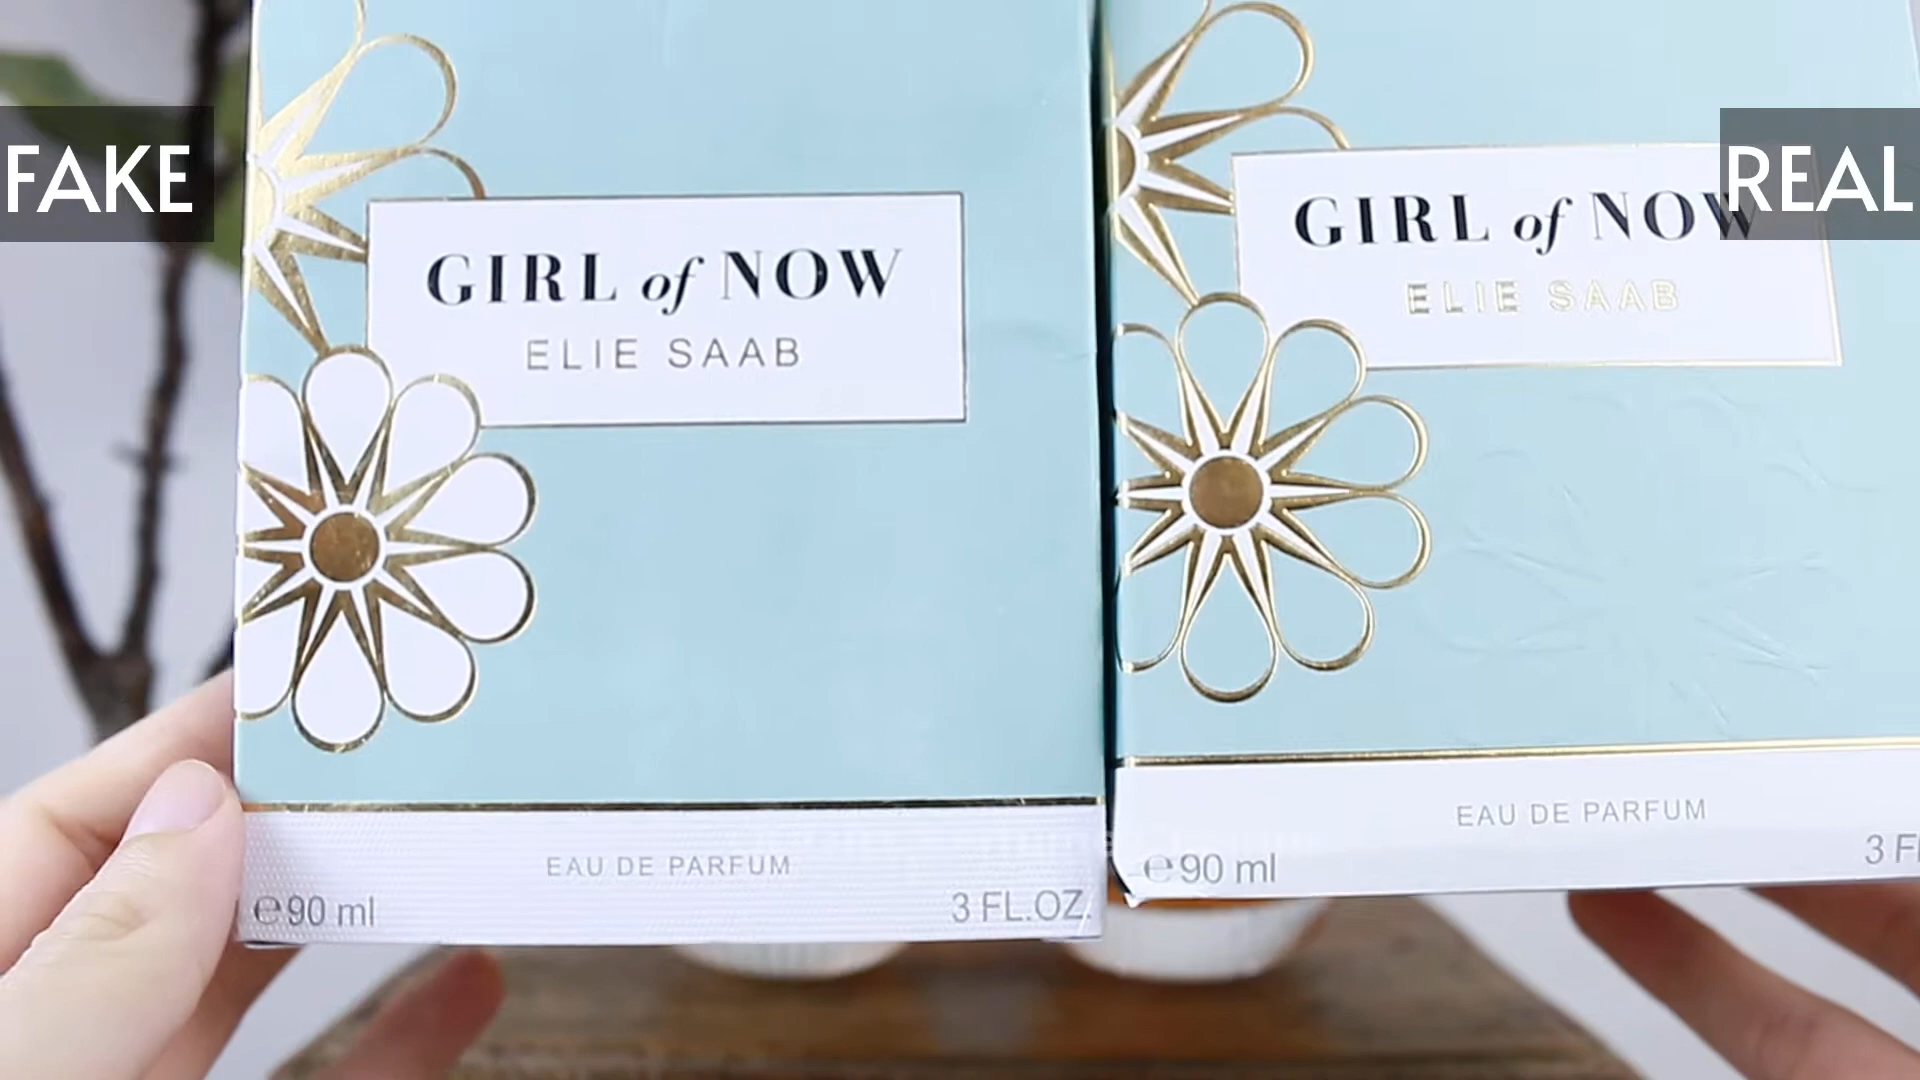 FAKE
REAL
GIRL of NOW
ELIE SAAB
EAU DE PARFUM
e90 ml
3 FL.OZ.
GIRL of NOW
ELIE SAAB
EAU DE PARFUM
e90 ml
3 F